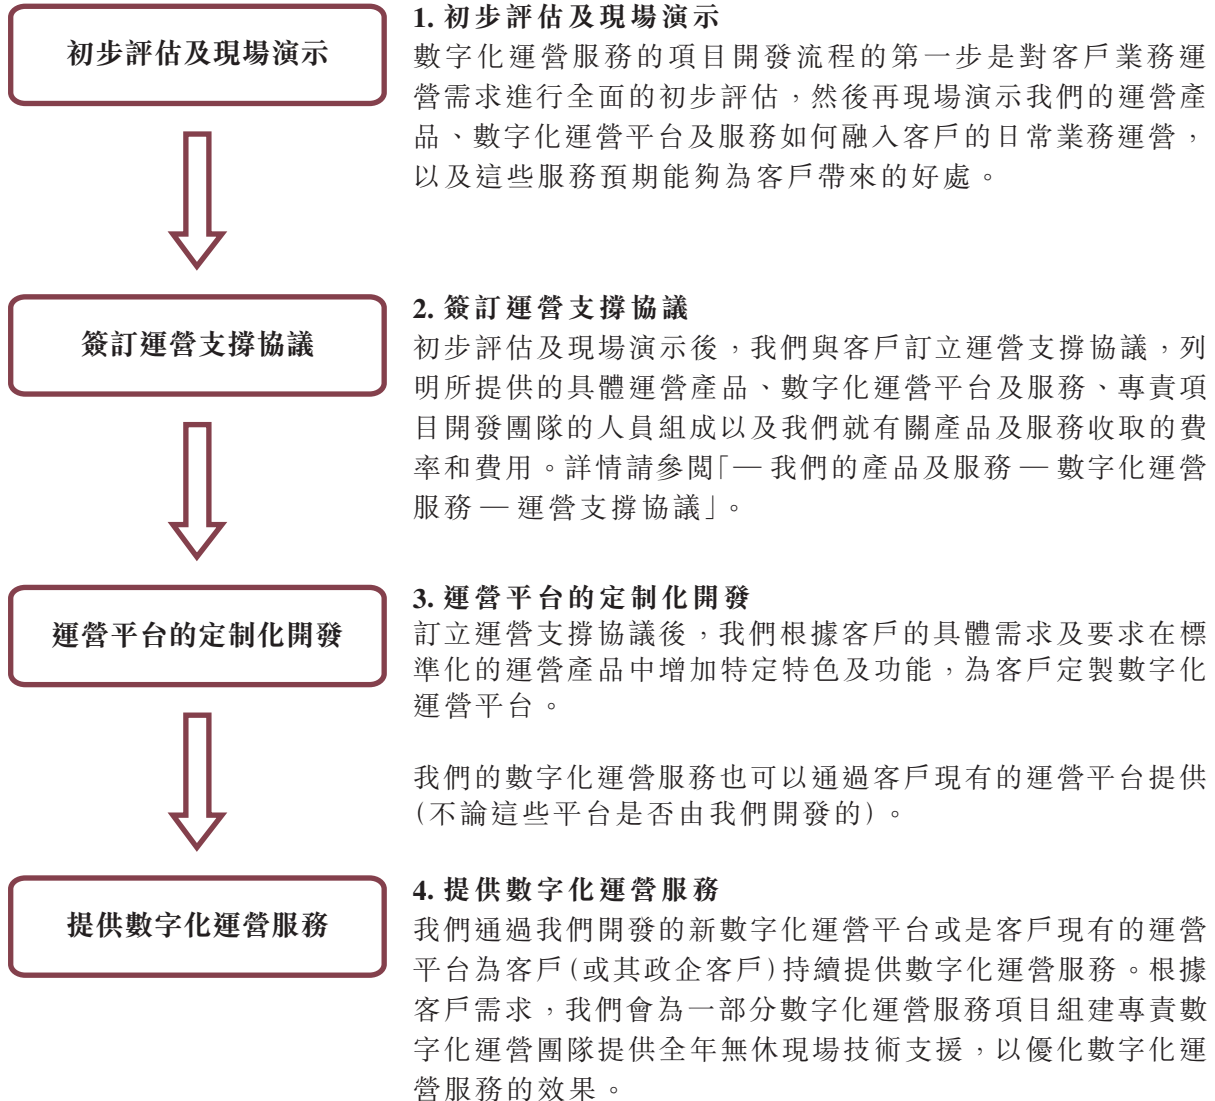 初步評估及現場演示
1. 初步評估及現場演示
數字化運營服務的項目開發流程的第一步是對客戶業務運
營需求進行全面的初步評估，然後再現場演示我們的運營產
品、數字化運營平台及服務如何融入客戶的日常業務運營，
以及這些服務預期能夠為客戶帶來的好處。
簽訂運營支撐協議
2. 簽訂運營支撐協議
初步評估及現場演示後，我們與客戶訂立運營支撐協議，列
明所提供的具體運營產品、數字化運營平台及服務、專責項
目開發團隊的人員組成以及我們就有關產品及服務收取的費
率和費用。詳情請參閱「— 我們的產品及服務 — 數字化運營
服務 — 運營支撐協議」。
運營平台的定制化開發
3. 運營平台的定制化開發
訂立運營支撐協議後，我們根據客戶的具體需求及要求在標
準化的運營產品中增加特定特色及功能，為客戶定製數字化
運營平台。
我們的數字化運營服務也可以通過客戶現有的運營平台提供
(不論這些平台是否由我們開發的)。
提供數字化運營服務
4. 提供數字化運營服務
我們通過我們開發的新數字化運營平台或是客戶現有的運營
平台為客戶(或其政企客戶)持續提供數字化運營服務。根據
客戶需求，我們會為一部分數字化運營服務項目組建專責數
字化運營團隊提供全年無休現場技術支援，以優化數字化運
營服務的效果。